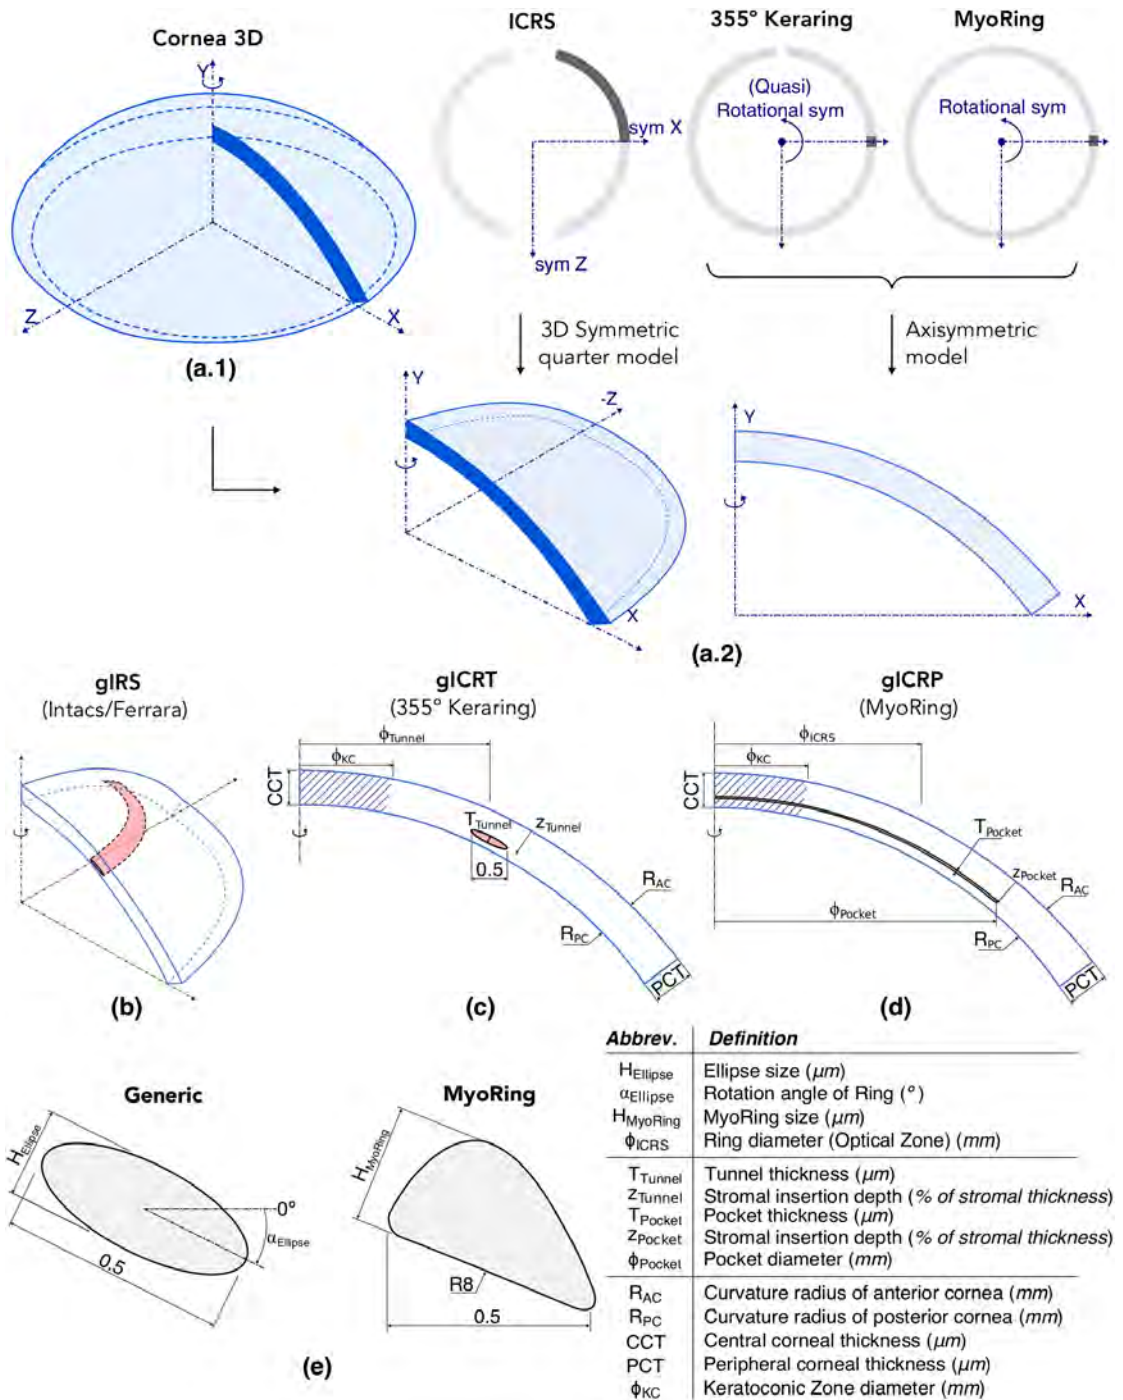 Cornea 3D
Y
Z
X
(a.1)
ICRS
sym X
sym Z
355º Keraring
(Quasi)
Rotational sym
MyoRing
Rotational sym
3D Symmetric
quarter model
Axisymmetric
model
Y
-Z
X
Y
X
(a.2)
gIRS
(Intacs/Ferrara)
(b)
gICRT
(355º Keraring)
ϕTunnel
ϕKC
CCT
TTunnel
zTunnel
0.5
RAC
RPC
PCT
(c)
gICRP
(MyoRing)
ϕICRS
ϕKC
CCT
TPocket
zPocket
RAC
ϕPocket
RPC
PCT
(d)
Generic
HEllipse
0º
αEllipse
0.5
MyoRing
HMyoRing
R8
0.5
(e)
Abbrev. Definition
HEllipse Ellipse size (μm)
αEllipse Rotation angle of Ring (º)
HMyoRing MyoRing size (μm)
ϕICRS Ring diameter (Optical Zone) (mm)
TTunnel Tunnel thickness (μm)
zTunnel Stromal insertion depth (% of stromal thickness)
TPocket Pocket thickness (μm)
zPocket Stromal insertion depth (% of stromal thickness)
ϕPocket Pocket diameter (mm)
RAC Curvature radius of anterior cornea (mm)
RPC Curvature radius of posterior cornea (mm)
CCT Central corneal thickness (μm)
PCT Peripheral corneal thickness (μm)
ϕKC Keratoconic Zone diameter (mm)